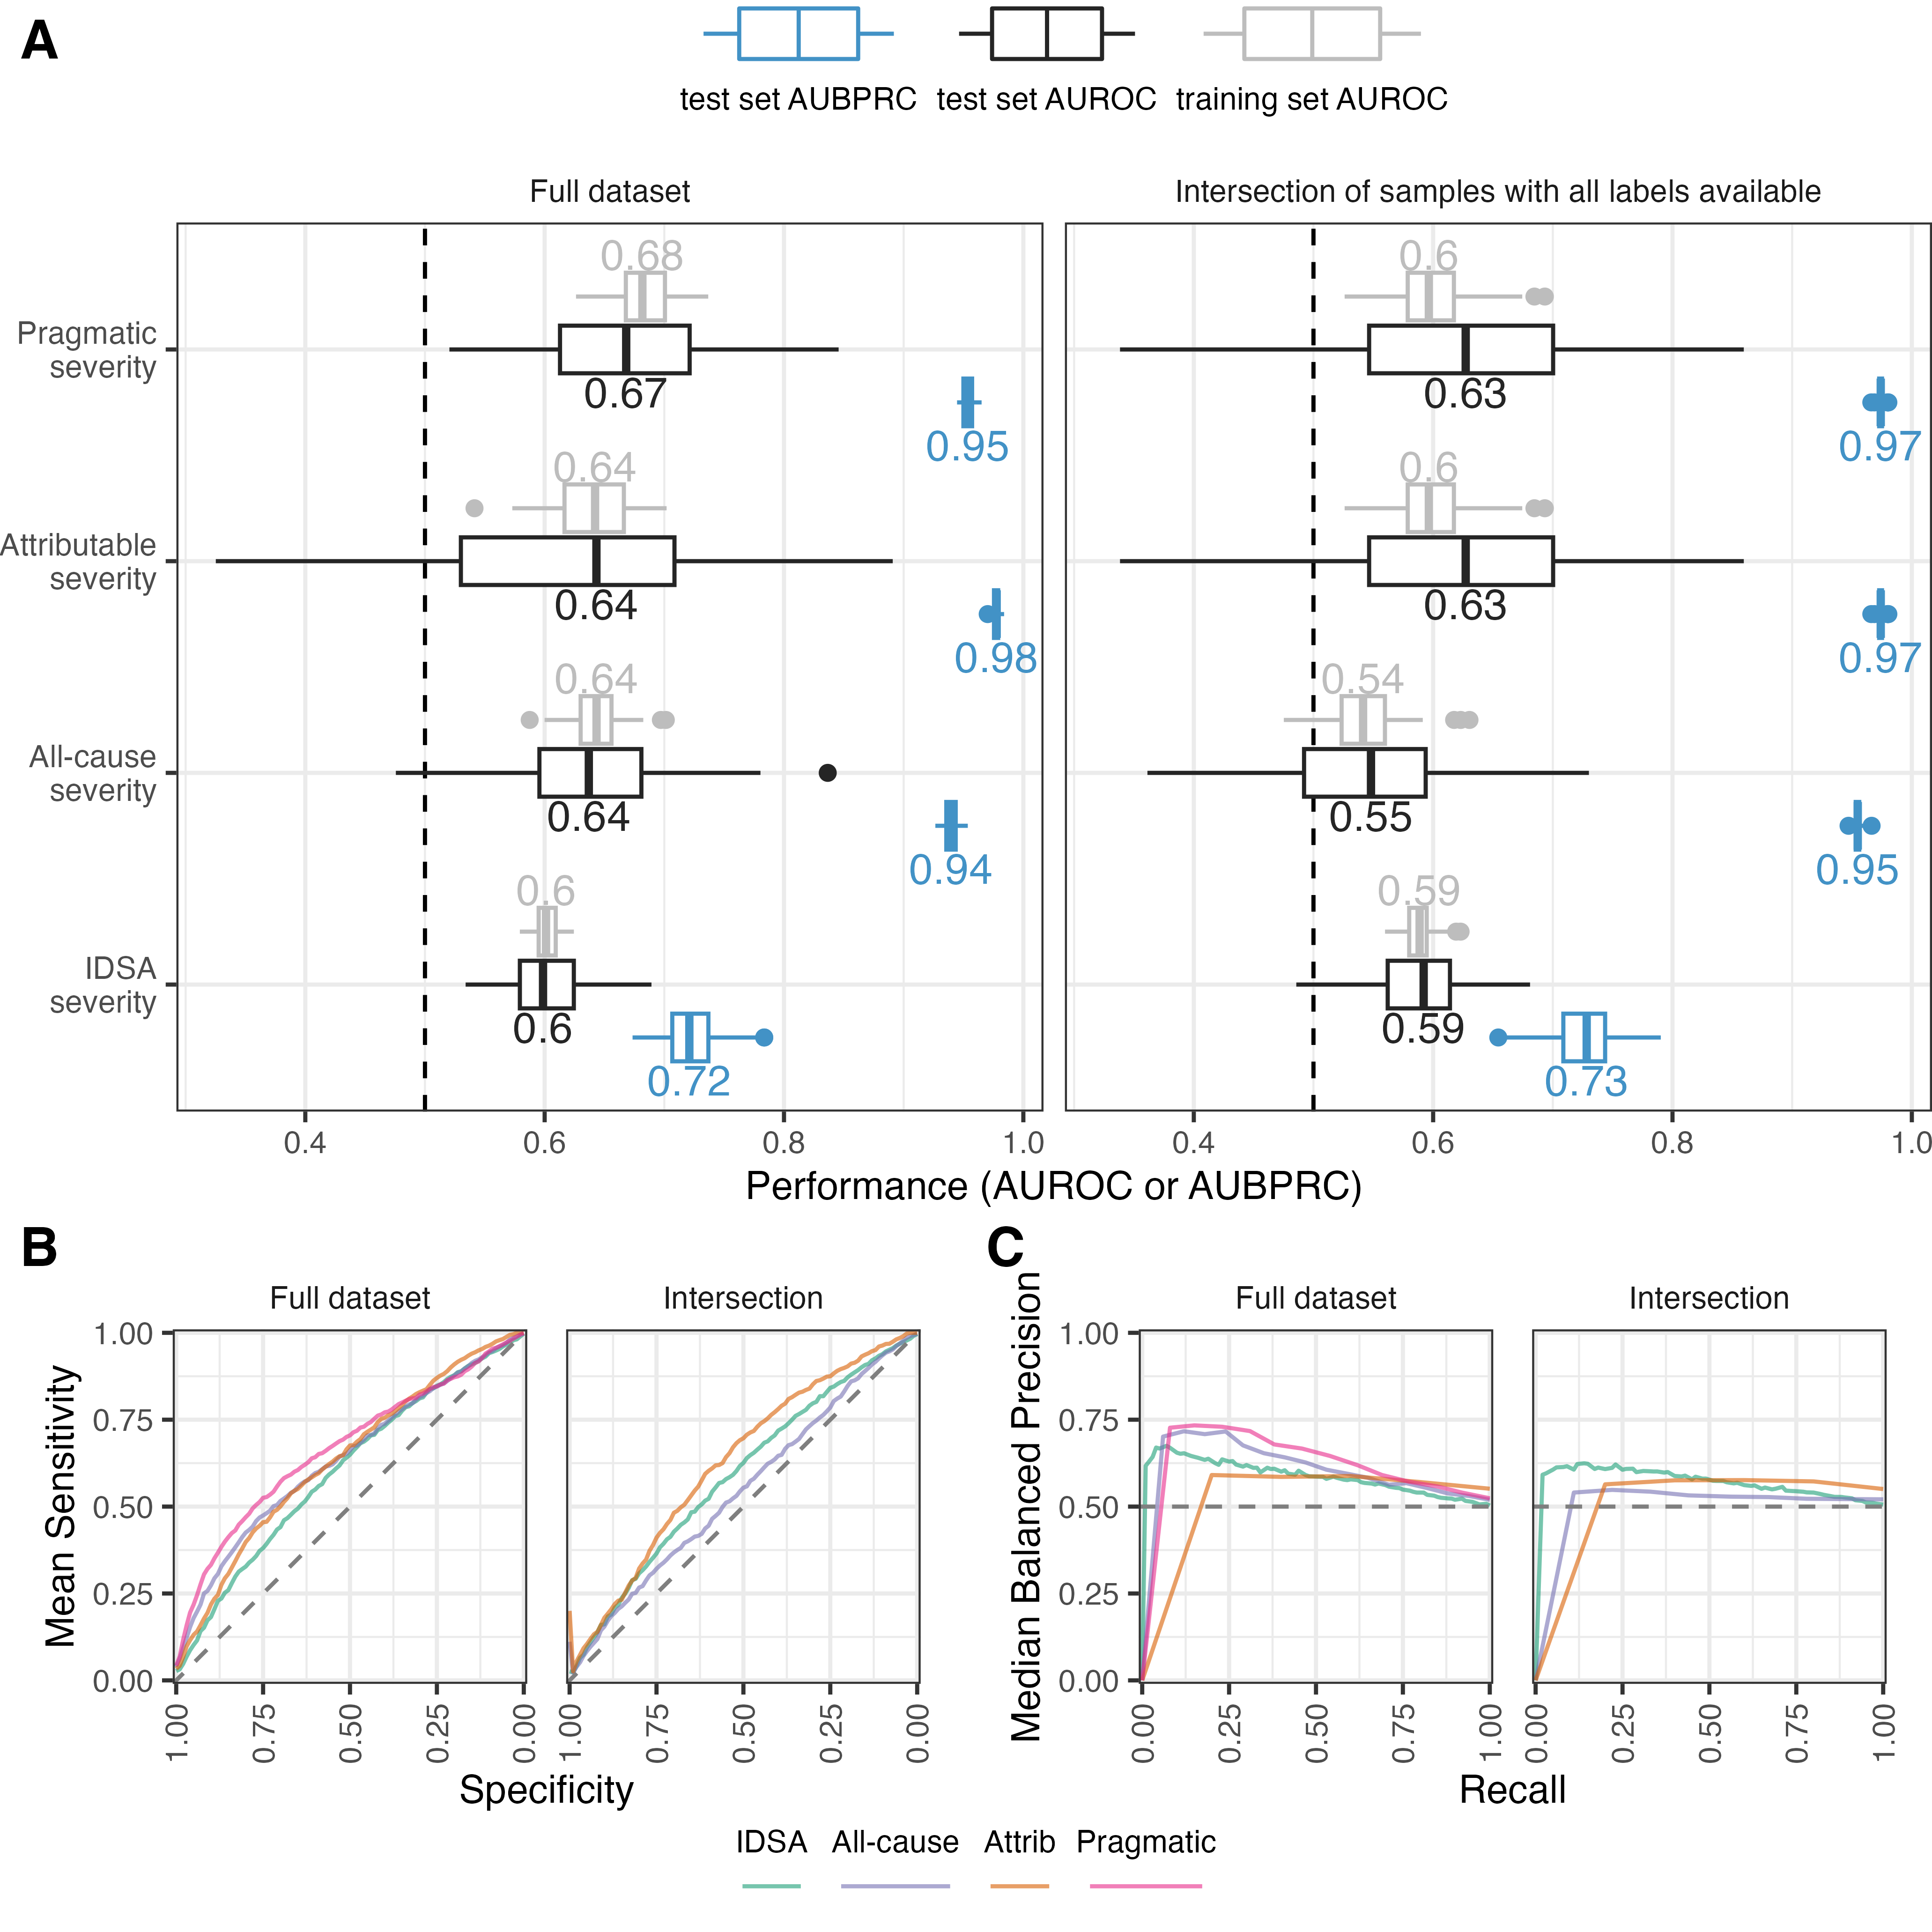 A
test set AUBPRC test set AUROC training set AUROC
Full dataset
Intersection of samples with all labels available
Pragmatic
severity
Attributable
severity
All-cause
severity
IDSA
severity
0.68
0.67
0.95
0.64
0.64
0.98
0.64
0.64
0.94
0.6
0.6
0.72
0.6
0.63
0.97
0.6
0.63
0.97
0.54
0.55
0.95
0.59
0.59
0.73
0.4 0.6 0.8 1.0
0.4 0.6 0.8 1.0
Performance (AUROC or AUBPRC)
B
Full dataset
Intersection
Mean Sensitivity
1.00
0.75
0.50
0.25
0.00
1.00 0.75 0.50 0.25 0.00
1.00 0.75 0.50 0.25 0.00
Specificity
C
Full dataset
Intersection
Median Balanced Precision
1.00
0.75
0.50
0.25
0.00
0.00 0.25 0.50 0.75 1.00
0.00 0.25 0.50 0.75 1.00
Recall
IDSA All-cause Attrib Pragmatic